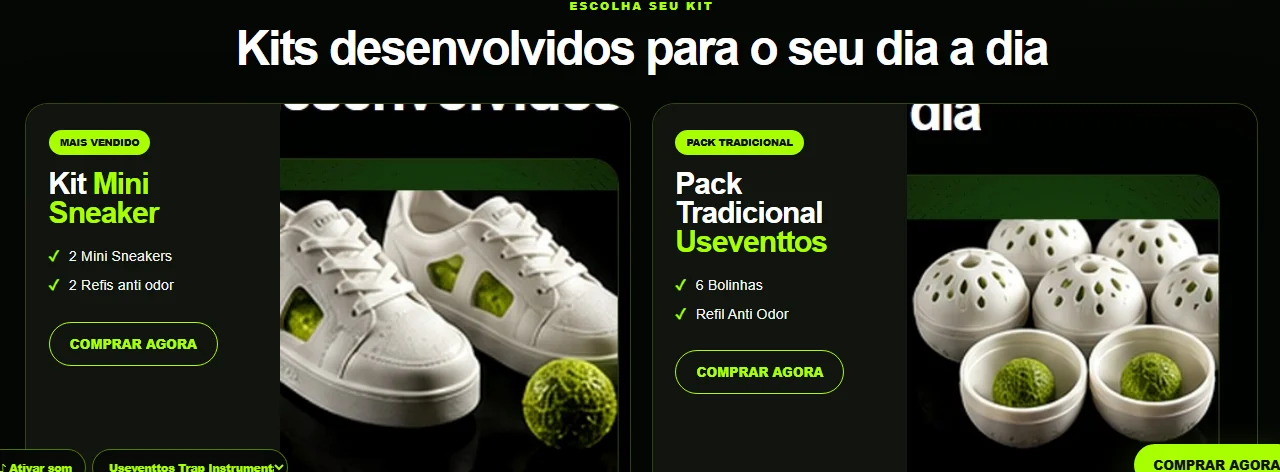 ESCOLHA SEU KIT
Kits desenvolvidos para o seu dia a dia
MAIS VENDIDO
Kit Mini
Sneaker
✓ 2 Mini Sneakers
✓ 2 Refis anti odor
COMPRAR AGORA
esenvolvidos
PACK TRADICIONAL
Pack
Tradicional
Useventtos
✓ 6 Bolinhas
✓ Refil Anti Odor
COMPRAR AGORA
dia
♪ Ativar som
Useventtos Trap Instrument
COMPRAR AGORA